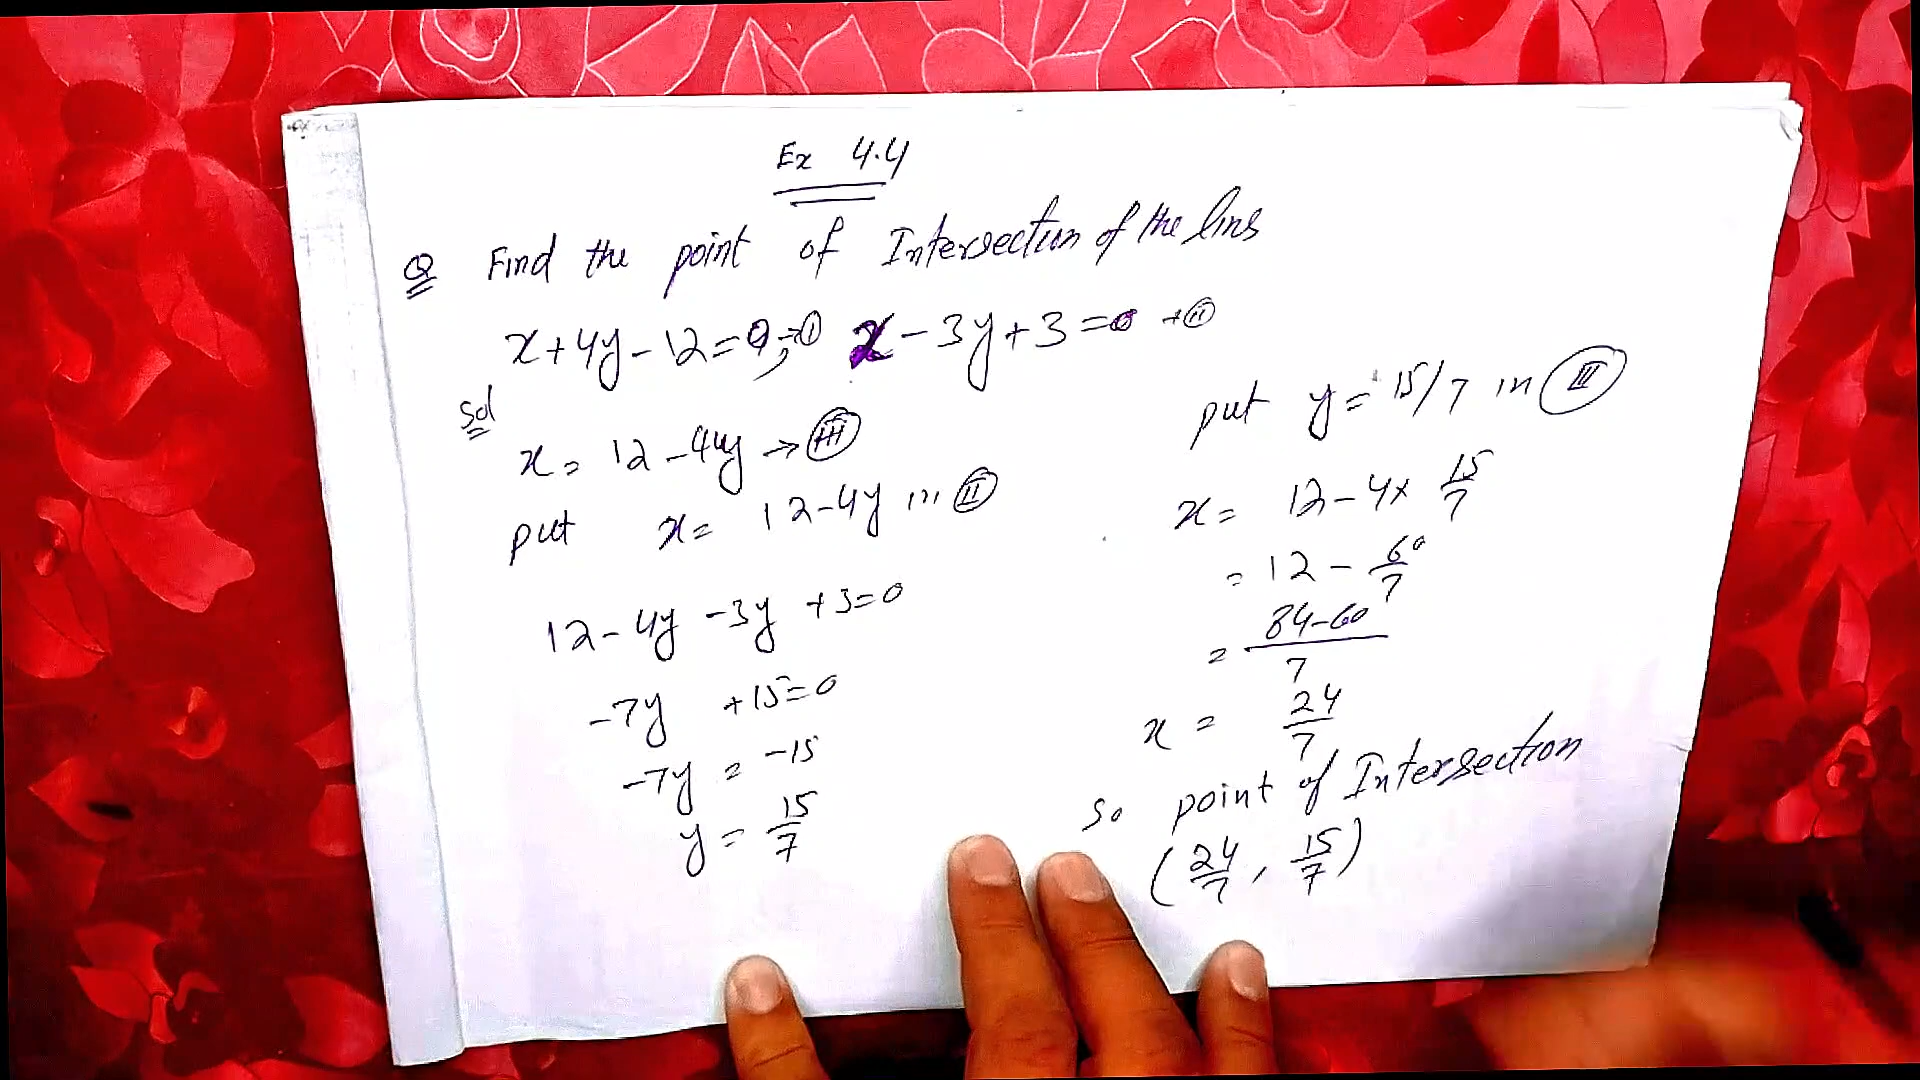 Ex 4.4
Q Find the point of Intersection of the lins
x+4y-12=0,→(I) x-3y+3=0→(II)
Sol
x= 12-4y→(III)
put x= 12-4y in (II)
12-4y-3y+3=0
-7y +15=0
-7y = -15
y = 15/7
put y= 15/7 in (III)
x= 12-4x 15/7
= 12 - 60/7
= 84-60/7
x = 24/7
So point of Intersection
(24/7, 15/7)